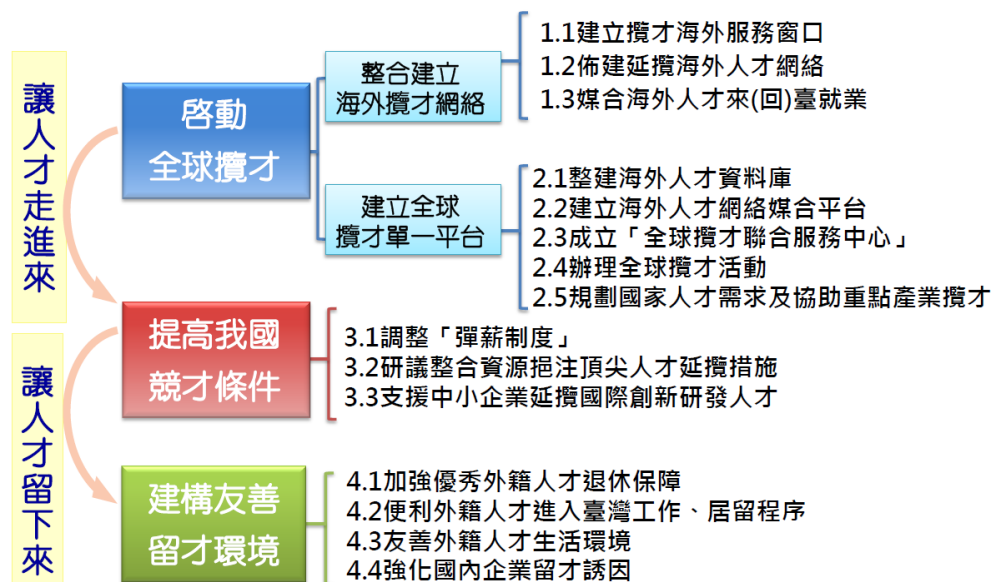 讓人才走進來
啓動
全球攬才
整合建立
海外攬才網絡
1.1建立攬才海外服務窗口
1.2佈建延攬海外人才網絡
1.3媒合海外人才來(回)臺就業
建立全球
攬才單一平台
2.1整建海外人才資料庫
2.2建立海外人才網絡媒合平台
2.3成立「全球攬才聯合服務中心」
2.4辦理全球攬才活動
2.5規劃國家人才需求及協助重點產業攬才
讓人才留下來
提高我國
競才條件
3.1調整「彈薪制度」
3.2研議整合資源挹注頂尖人才延攬措施
3.3支援中小企業延攬國際創新研發人才
建構友善
留才環境
4.1加強優秀外籍人才退休保障
4.2便利外籍人才進入臺灣工作、居留程序
4.3友善外籍人才生活環境
4.4強化國內企業留才誘因